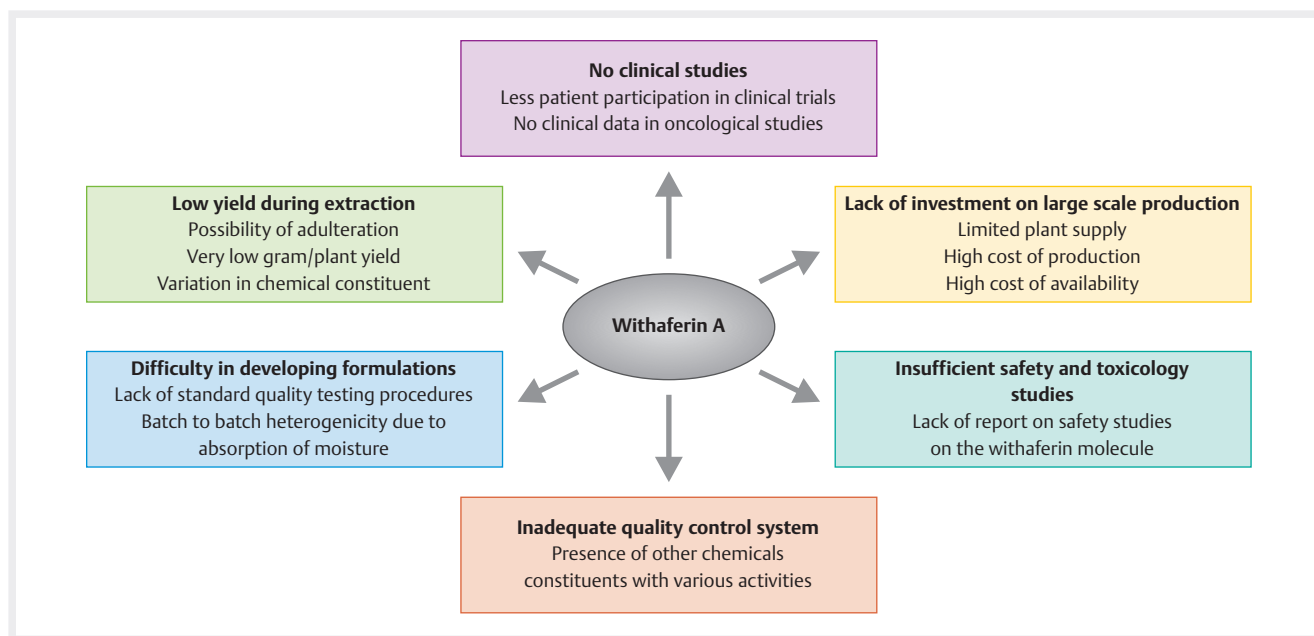 No clinical studies
Less patient participation in clinical trials
No clinical data in oncological studies
Low yield during extraction
Possibility of adulteration
Very low gram/plant yield
Variation in chemical constituent
Lack of investment on large scale production
Limited plant supply
High cost of production
High cost of availability
Withaferin A
Difficulty in developing formulations
Lack of standard quality testing procedures
Batch to batch heterogenicity due to
absorption of moisture
Insufficient safety and toxicology
studies
Lack of report on safety studies
on the withaferin molecule
Inadequate quality control system
Presence of other chemicals
constituents with various activities